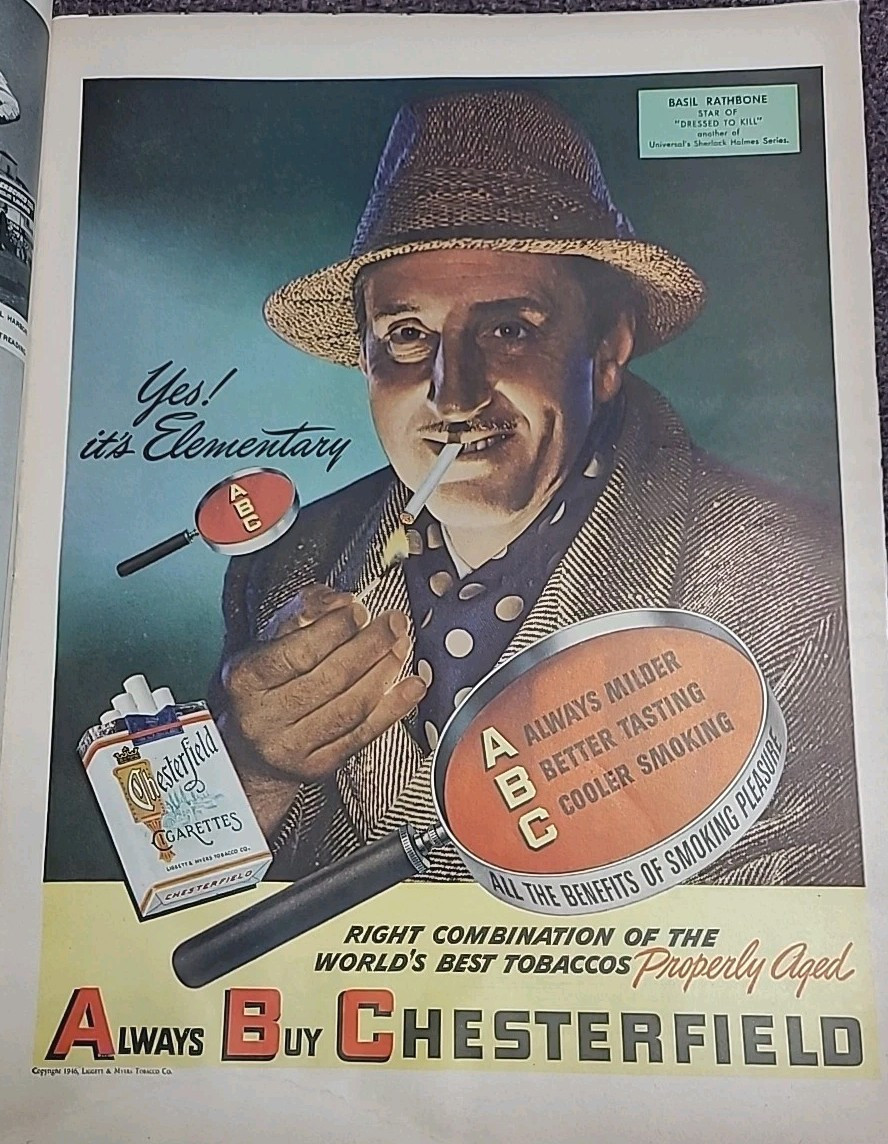 BASIL RATHBONE
STAR OF
"DRESSED TO KILL"
another of
Universal's Sherlock Holmes Series.
Yes!
it's Elementary
A
B
C
A ALWAYS MILDER
B BETTER TASTING
C COOLER SMOKING
ALL THE BENEFITS OF SMOKING PLEASURE
Chesterfield
CIGARETTES
LIGGETT & MYERS TOBACCO CO.
CHESTERFIELD
RIGHT COMBINATION OF THE
WORLD'S BEST TOBACCOS Properly Aged
ALWAYS BUY CHESTERFIELD
Copyright 1946, LIGGETT & MYERS TOBACCO CO.